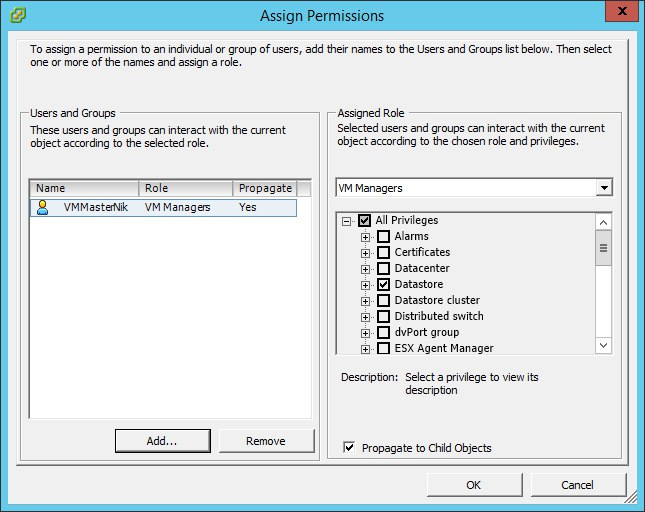 Assign Permissions
To assign a permission to an individual or group of users, add their names to the Users and Groups list below. Then select
one or more of the names and assign a role.
Users and Groups
These users and groups can interact with the current
object according to the selected role.
Name Role Propagate
VMMasterNik VM Managers Yes
Add...
Remove
Assigned Role
Selected users and groups can interact with the current
object according to the chosen role and privileges.
VM Managers
All Privileges
Alarms
Certificates
Datacenter
Datastore
Datastore cluster
Distributed switch
dvPort group
ESX Agent Manager
Description: Select a privilege to view its
description
Propagate to Child Objects
OK
Cancel